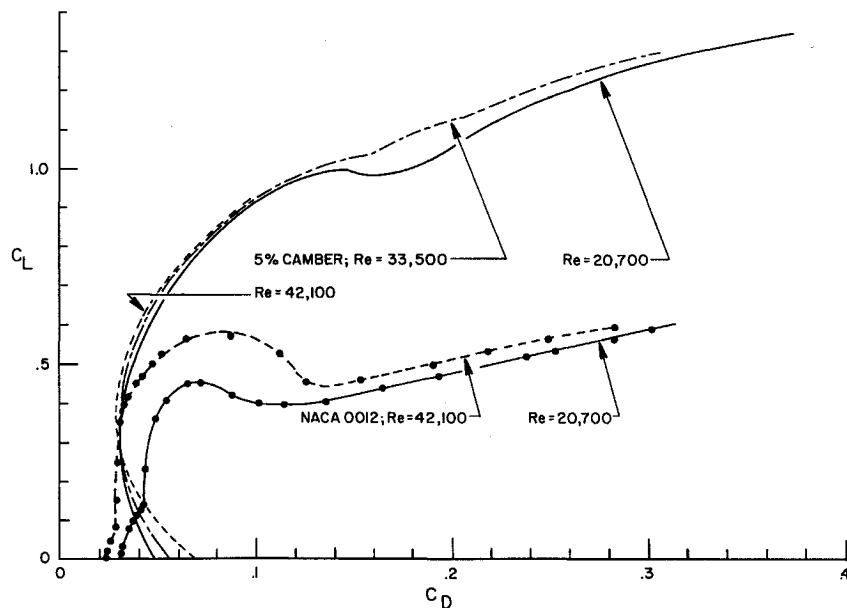 1.0
C_L
5% CAMBER; Re = 33,500
Re = 20,700
Re = 42,100
.5
NACA 0012; Re = 42,100
Re = 20,700
0
0
.1
.2
.3
.4
C_D